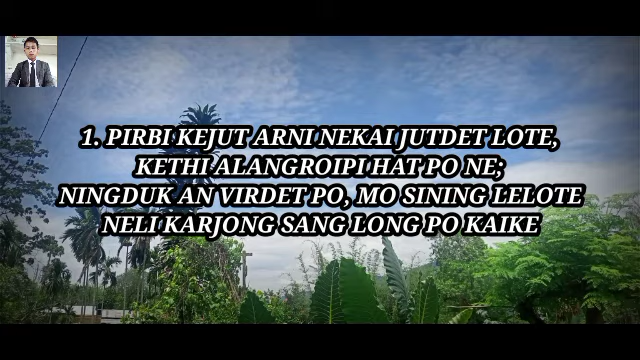 1. PIRBI KEJUT ARNI NEKAI JUTDET LOTE,
KETHI ALANGROIPI HAT PO NE;
NINGDUK AN VIRDET PO, MO SINING LELOTE
NELI KARJONG SANG LONG PO KAIKE